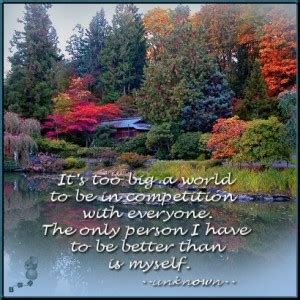 It's too big a world
to be in competition
with everyone.
The only person I have
to be better than
is myself.
--unknown--